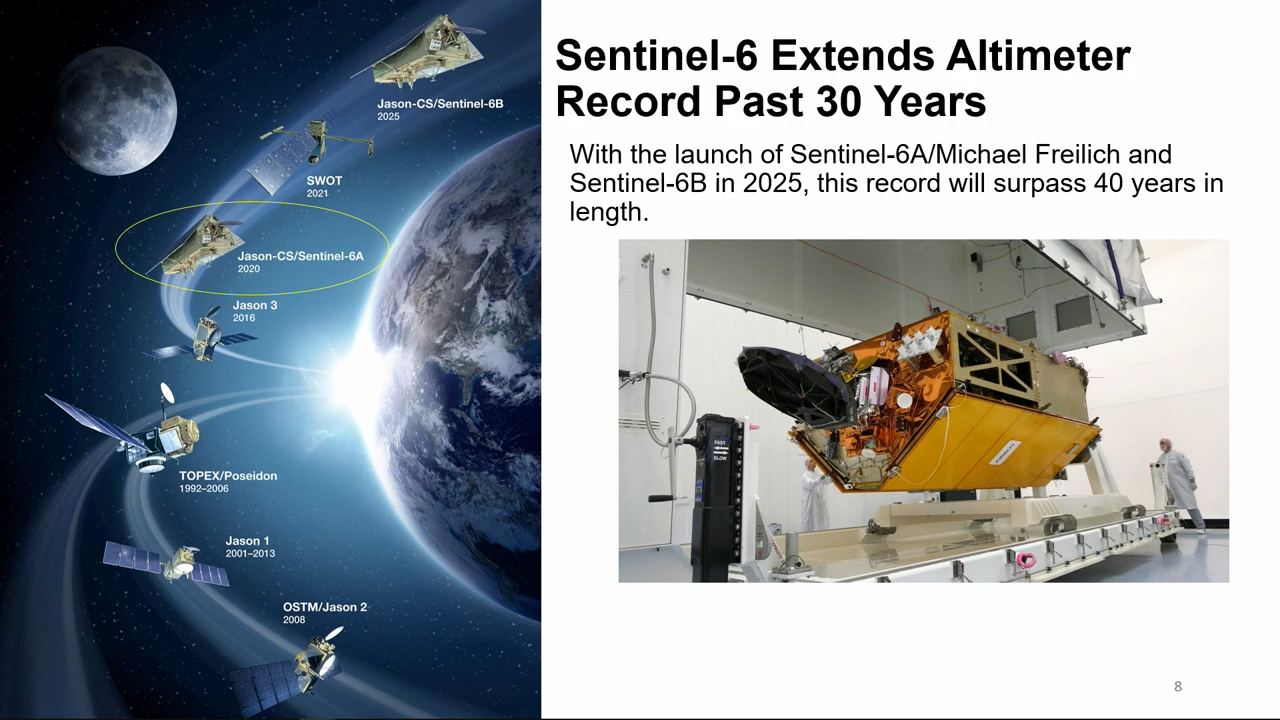 Sentinel-6 Extends Altimeter
Record Past 30 Years
With the launch of Sentinel-6A/Michael Freilich and
Sentinel-6B in 2025, this record will surpass 40 years in
length.
Jason-CS/Sentinel-6B
2025
SWOT
2021
Jason-CS/Sentinel-6A
2020
Jason 3
2016
TOPEX/Poseidon
1992–2006
Jason 1
2001–2013
OSTM/Jason 2
2008
FAST
SLOW
8